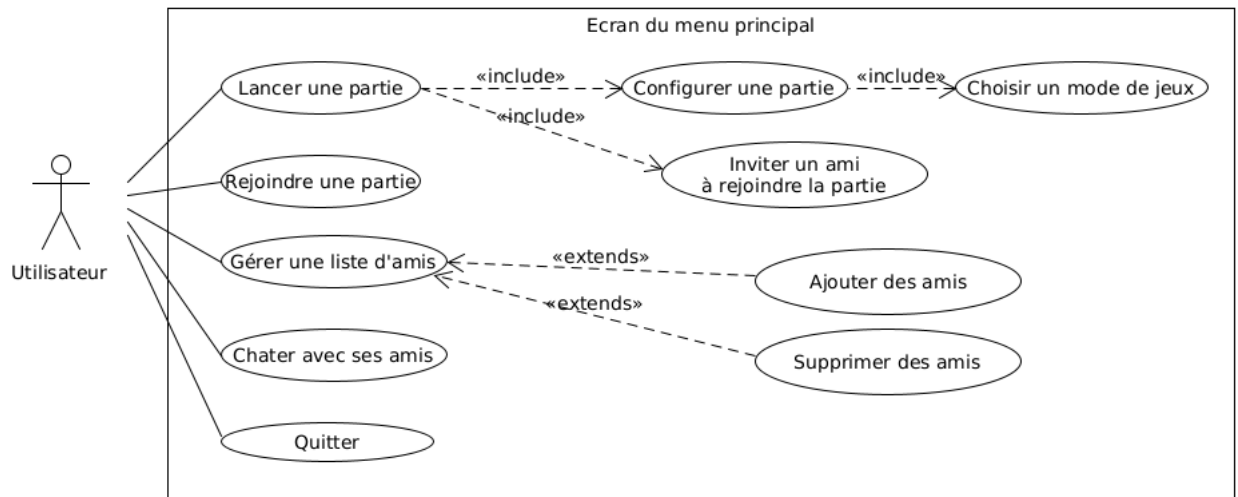 Ecran du menu principal
Lancer une partie
«include»
Configurer une partie
«include»
Choisir un mode de jeux
«include»
Inviter un ami
à rejoindre la partie
Rejoindre une partie
Utilisateur
Gérer une liste d'amis
«extends»
Ajouter des amis
«extends»
Supprimer des amis
Chater avec ses amis
Quitter